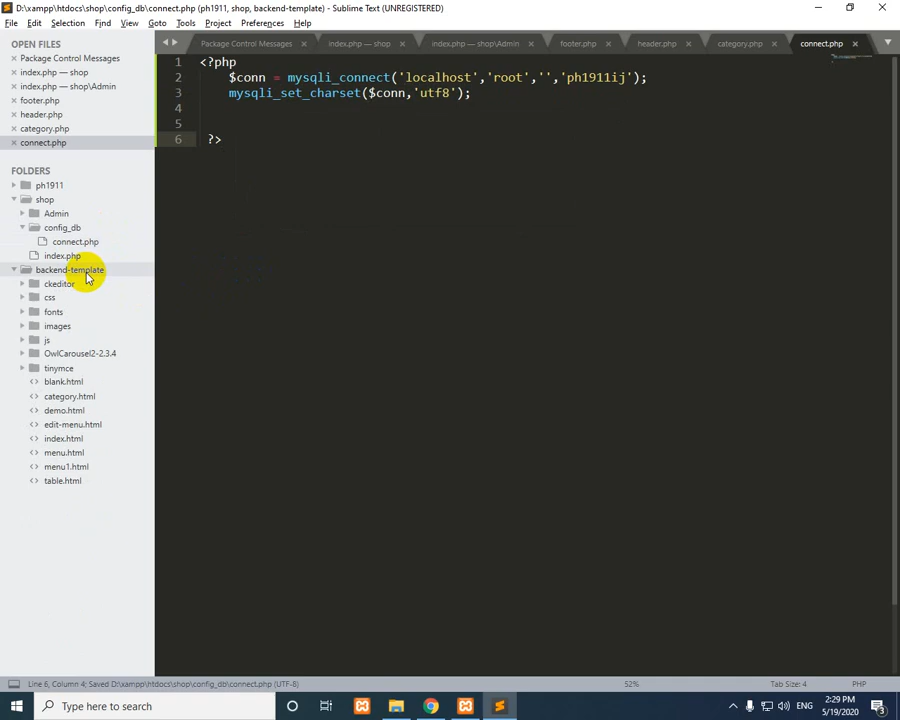 D:\xampp\htdocs\shop\config_db\connect.php (ph1911, shop, backend-template) - Sublime Text (UNREGISTERED)
File Edit Selection Find View Goto Tools Project Preferences Help
OPEN FILES
Package Control Messages
index.php — shop
index.php — shop\Admin
footer.php
header.php
category.php
connect.php
FOLDERS
ph1911
shop
Admin
config_db
connect.php
index.php
backend-template
ckeditor
css
fonts
images
js
OwlCarousel2-2.3.4
tinymce
blank.html
category.html
demo.html
edit-menu.html
index.html
menu.html
menu1.html
table.html
Package Control Messages index.php — shop index.php — shop\Admin footer.php header.php category.php connect.php
1 <?php
2 $conn = mysqli_connect('localhost','root','','ph1911ij');
3 mysqli_set_charset($conn,'utf8');
4
5
6 ?>
Line 6, Column 4; Saved D:\xampp\htdocs\shop\config_db\connect.php (UTF-8) 52% Tab Size: 4 PHP
Type here to search
ENG
2:29 PM
5/19/2020
3